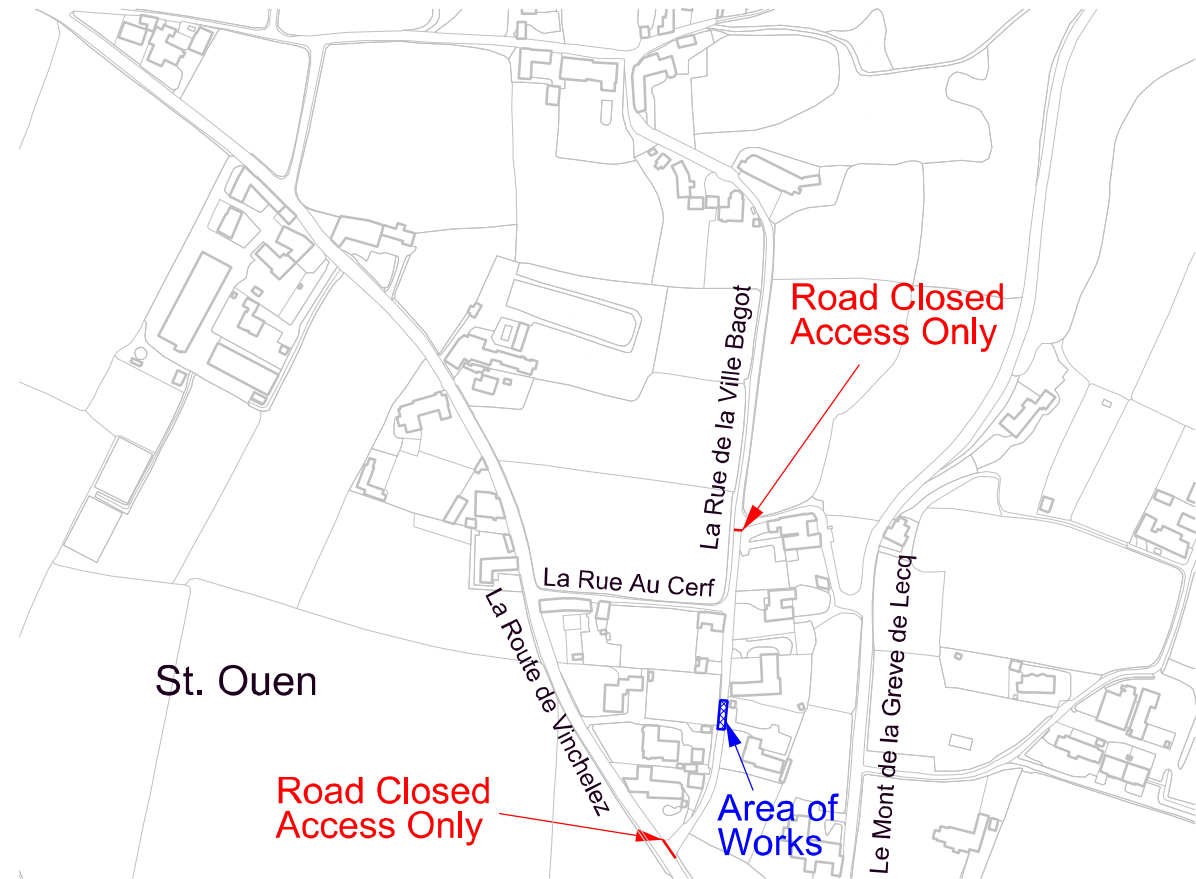 Road Closed
Access Only
La Rue de la Ville Bagot
La Rue Au Cerf
La Route de Vinchelez
Le Mont de la Greve de Lecq
St. Ouen
Road Closed
Access Only
Area of
Works